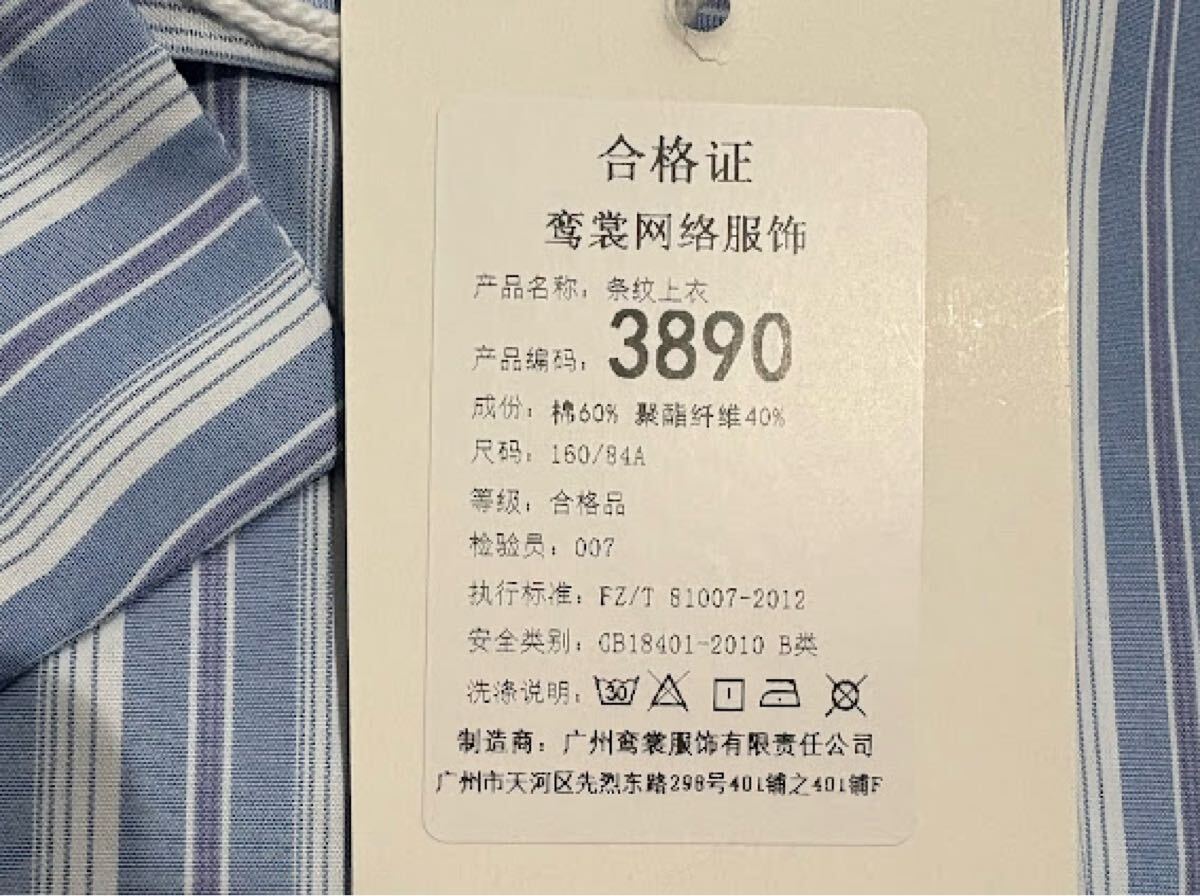 合格证
鸾裳网络服饰
产品名称：条纹上衣
产品编码：3890
成份：棉60% 聚酯纤维40%
尺码：160/84A
等级：合格品
检验员：007
执行标准：FZ/T 81007-2012
安全类别：GB18401-2010 B类
洗涤说明：30
制造商：广州鸾裳服饰有限责任公司
广州市天河区先烈东路298号401铺之401铺F